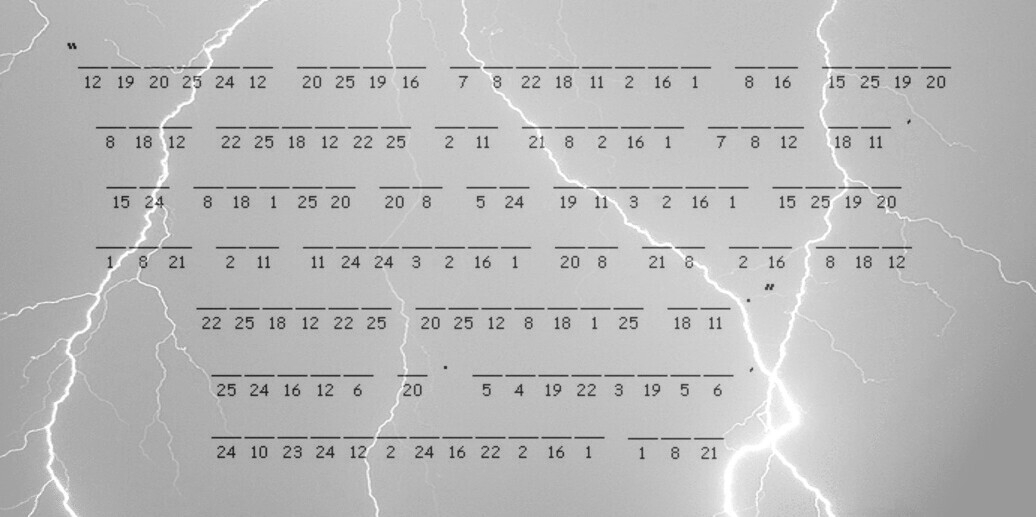 “
12 19 20 25 24 12 20 25 19 16 7 8 22 18 11 2 16 1 8 16 15 25 19 20
8 18 12 22 25 18 12 22 25 2 11 21 8 2 16 1 7 8 12 18 11 ,
15 24 8 18 1 25 20 20 8 5 24 19 11 3 2 16 1 15 25 19 20
1 8 21 2 11 11 24 24 3 2 16 1 20 8 21 8 2 16 8 18 12
22 25 18 12 22 25 20 25 12 8 18 1 25 18 11 . ”
25 24 16 12 6 20 . 5 4 19 22 3 19 5 6 ,
24 10 23 24 12 2 24 16 22 2 16 1 1 8 21